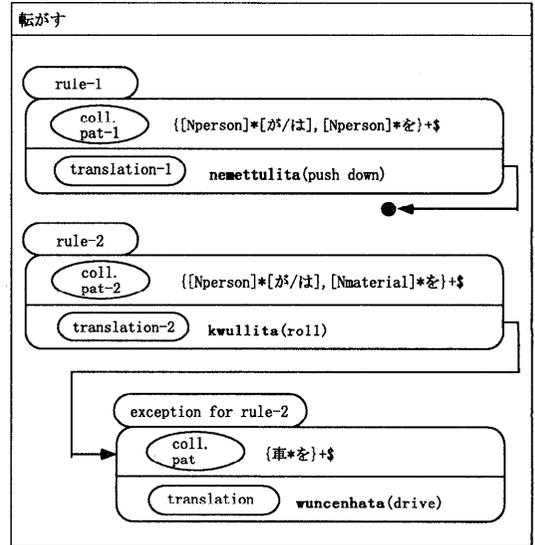 転がす
rule-1
coll.
pat-1
{[Nperson]*[が/は],[Nperson]*を}+$
translation-1 nemettulita(push down)
rule-2
coll.
pat-2
{[Nperson]*[が/は],[Nmaterial]*を}+$
translation-2 kwullita(roll)
exception for rule-2
coll.
pat
{車*を}+$
translation wuncenhata(drive)